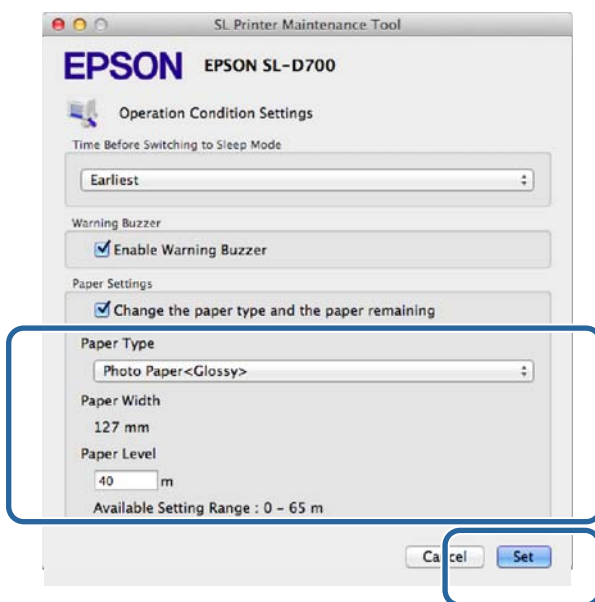 SL Printer Maintenance Tool
EPSON EPSON SL-D700
Operation Condition Settings
Time Before Switching to Sleep Mode
Earliest
Warning Buzzer
Enable Warning Buzzer
Paper Settings
Change the paper type and the paper remaining
Paper Type
Photo Paper<Glossy>
Paper Width
127 mm
Paper Level
40 m
Available Setting Range : 0 – 65 m
Cancel Set